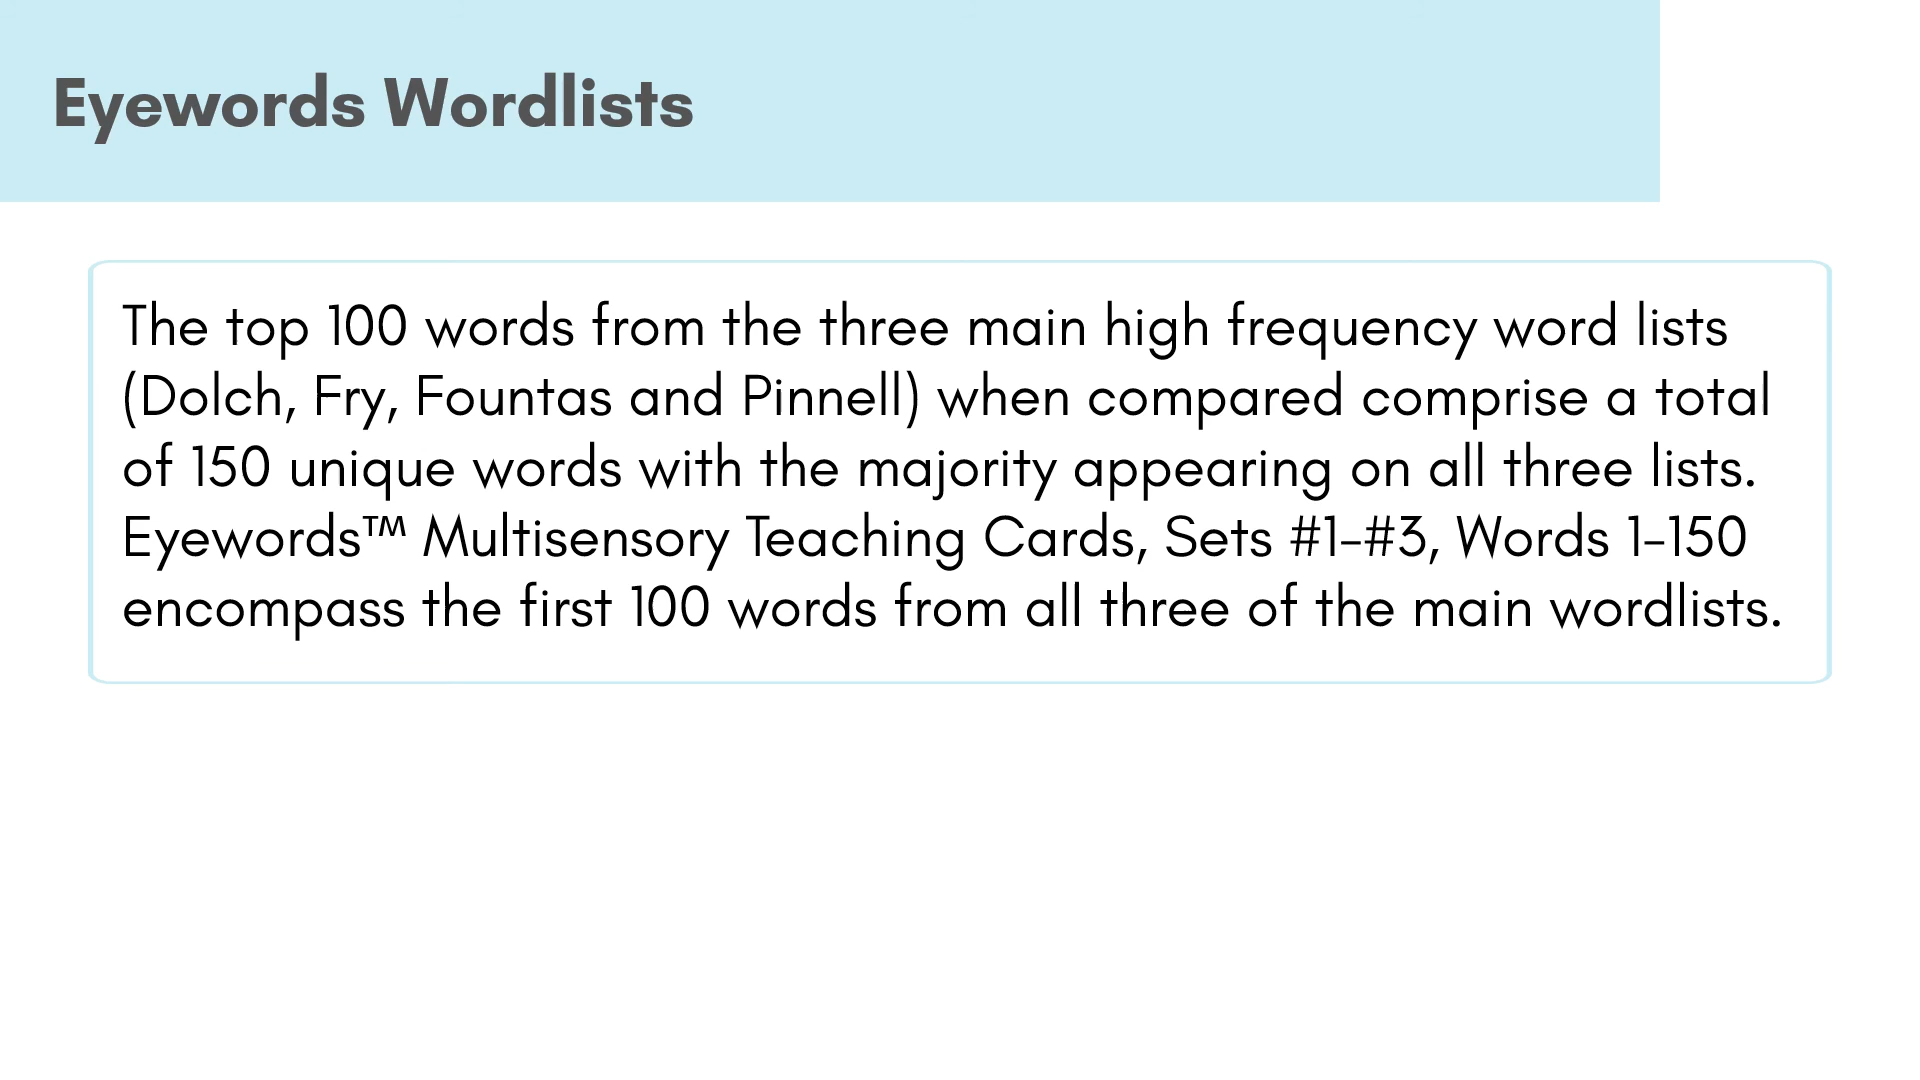 Eyewords Wordlists
The top 100 words from the three main high frequency word lists
(Dolch, Fry, Fountas and Pinnell) when compared comprise a total
of 150 unique words with the majority appearing on all three lists.
Eyewords™ Multisensory Teaching Cards, Sets #1-#3, Words 1-150
encompass the first 100 words from all three of the main wordlists.